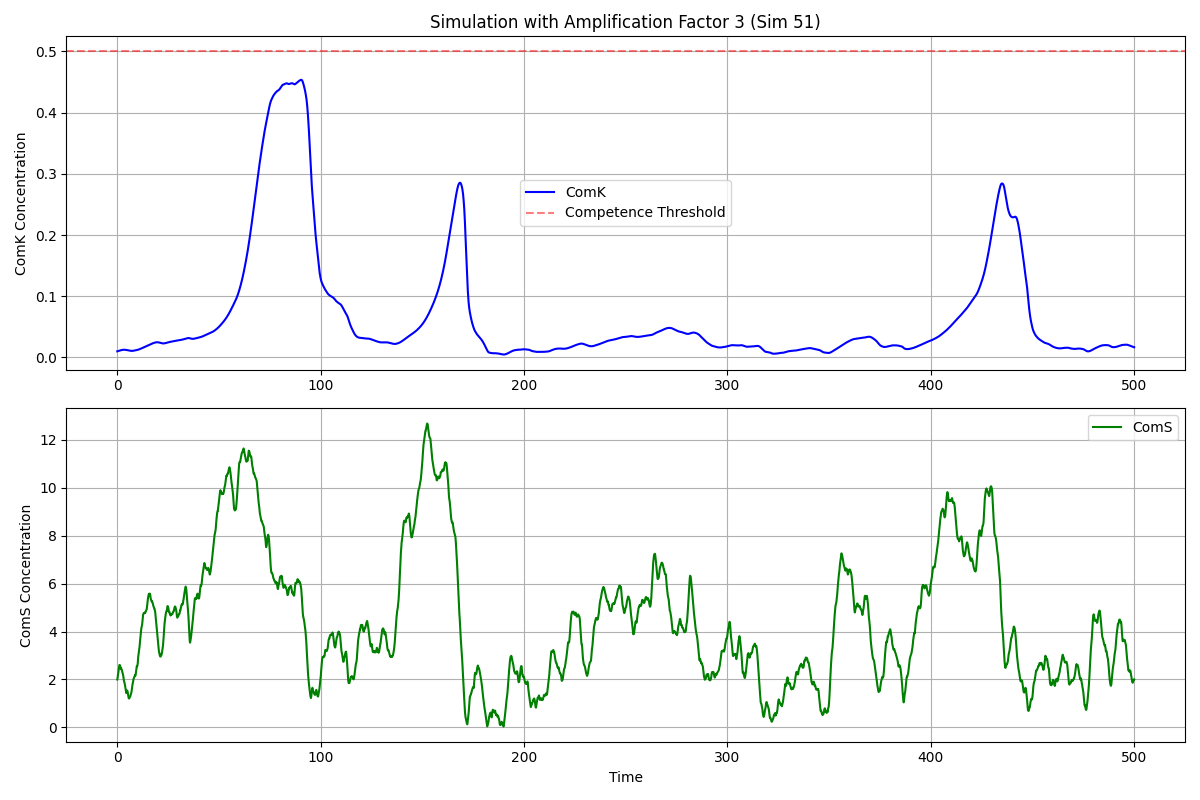 Simulation with Amplification Factor 3 (Sim 51)
ComK Concentration
0.5
0.4
0.3
0.2
0.1
0.0
ComK
Competence Threshold
0 100 200 300 400 500
ComS Concentration
12
10
8
6
4
2
0
ComS
0 100 200 300 400 500
Time